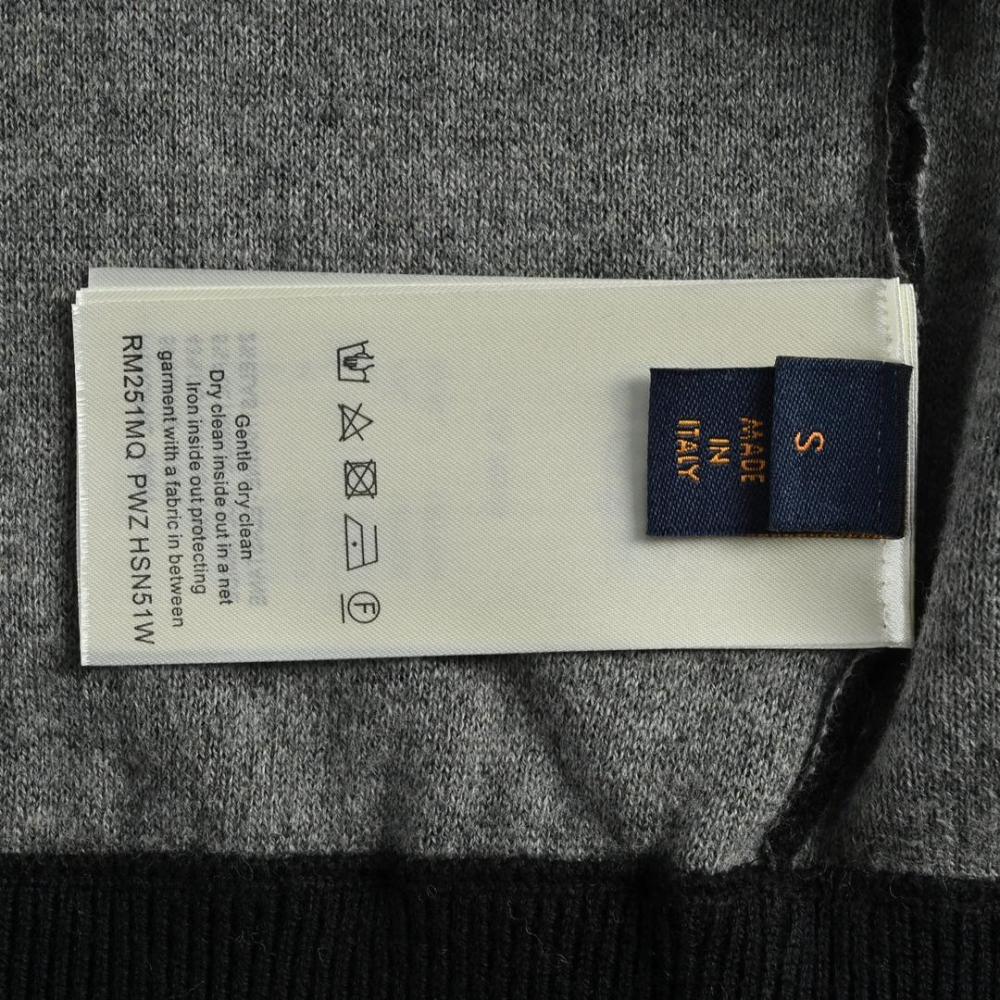 S
MADE
IN
ITALY
F
Gentle dry clean
Dry clean inside out in a net
Iron inside out protecting
garment with a fabric in between
RM251MQ PWZ HSN51W